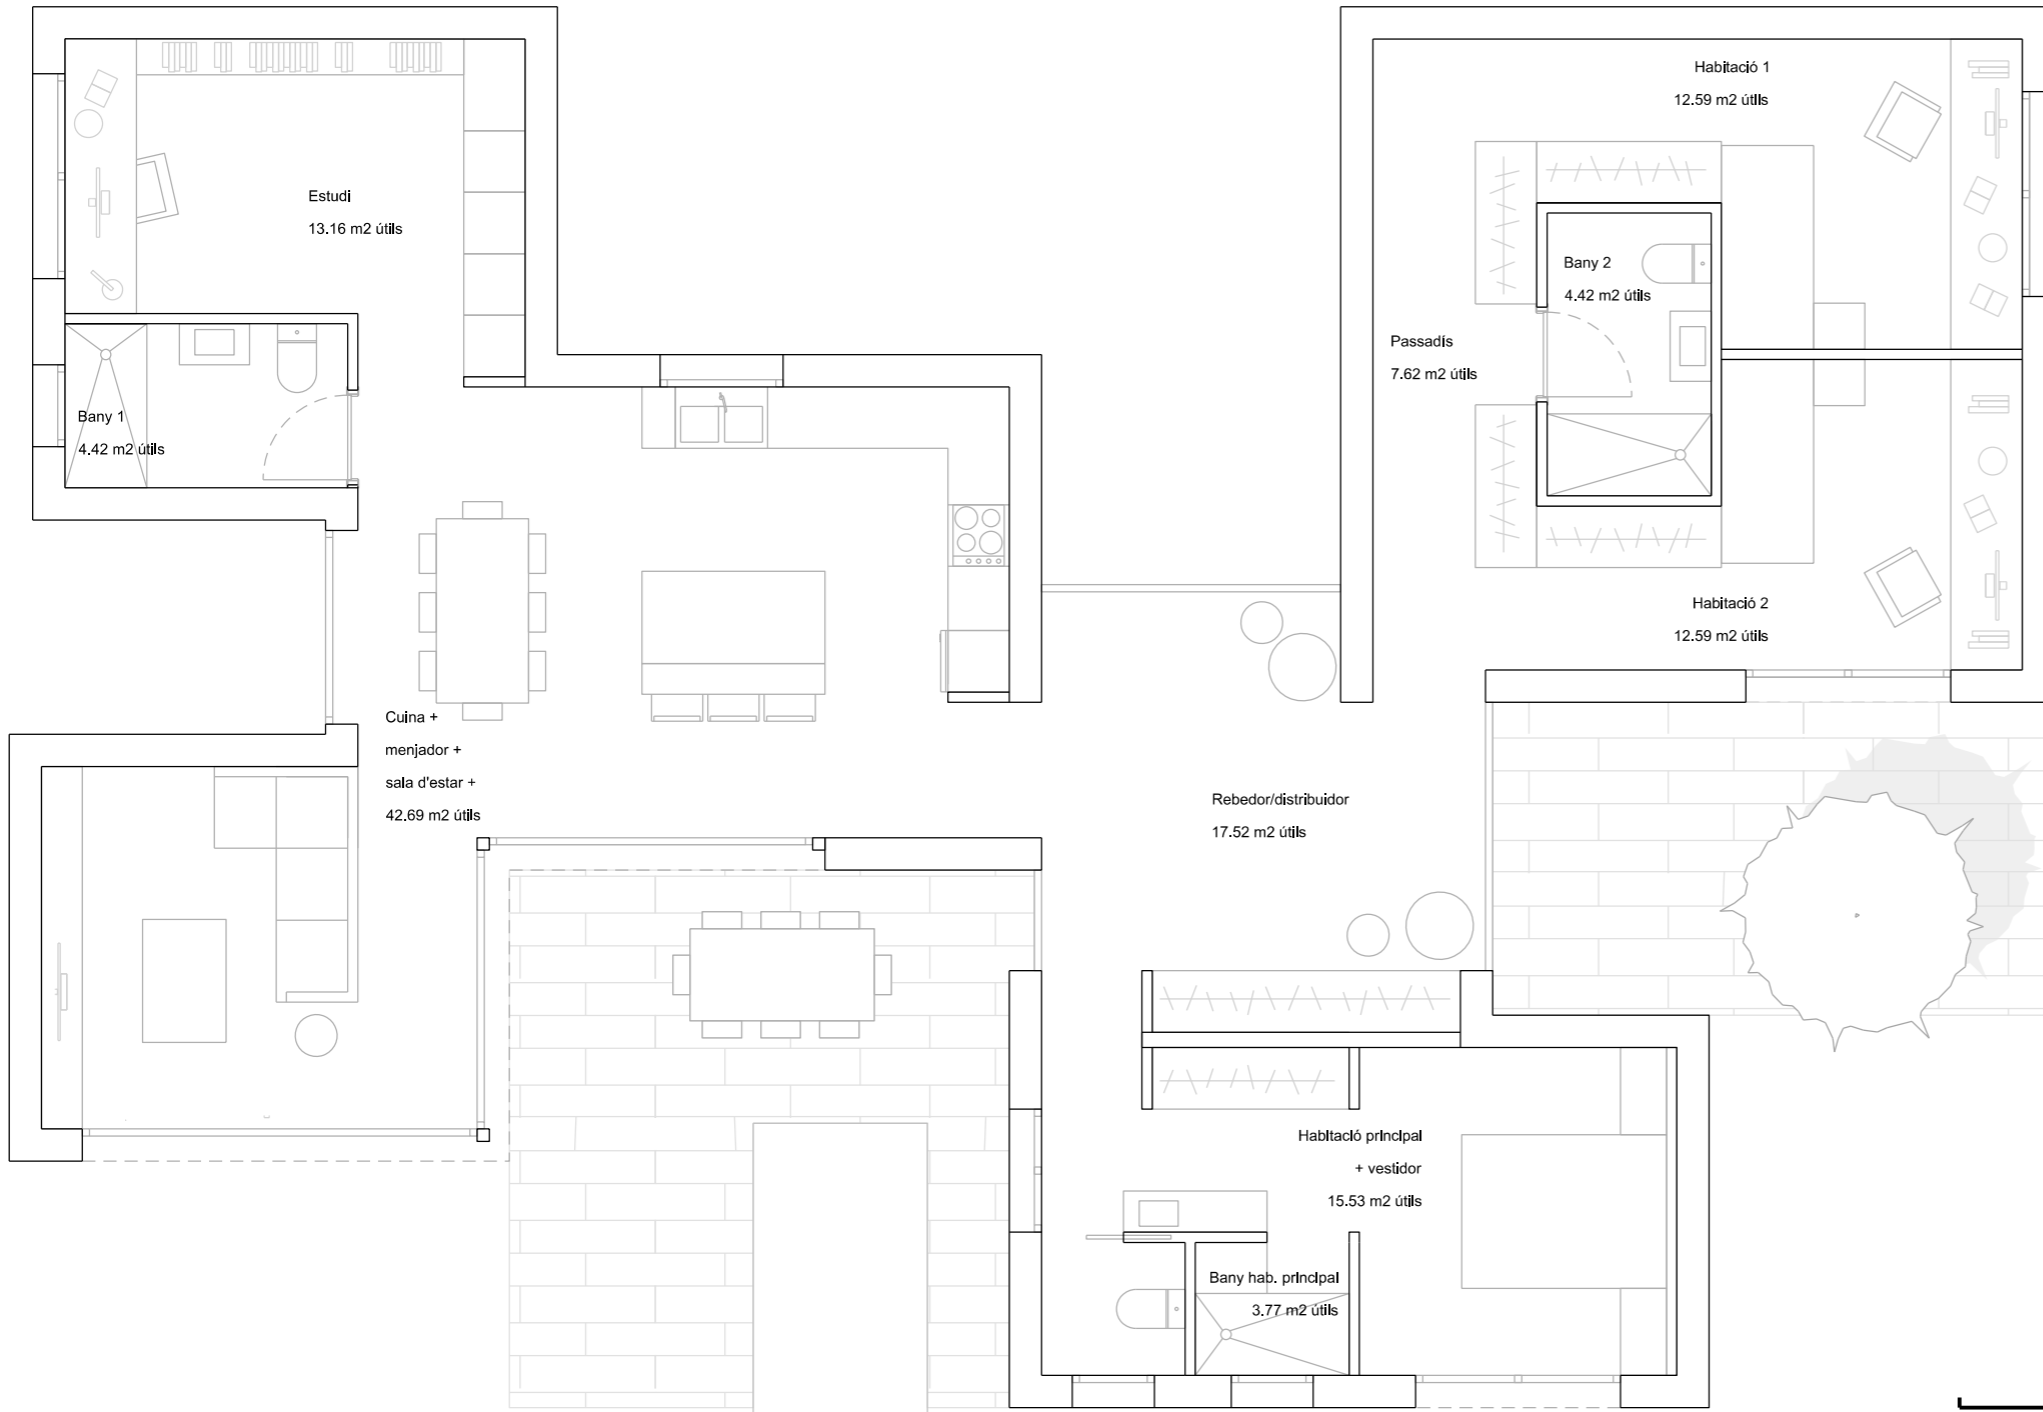 Habitació 1
12.59 m2 útils
Estudi
13.16 m2 útils
Bany 2
4.42 m2 útils
Passadís
7.62 m2 útils
Bany 1
4.42 m2 útils
Habitació 2
12.59 m2 útils
Cuina +
menjador +
sala d'estar +
42.69 m2 útils
Rebedor/distribuidor
17.52 m2 útils
Habitació principal
+ vestidor
15.53 m2 útils
Bany hab. principal
3.77 m2 útils